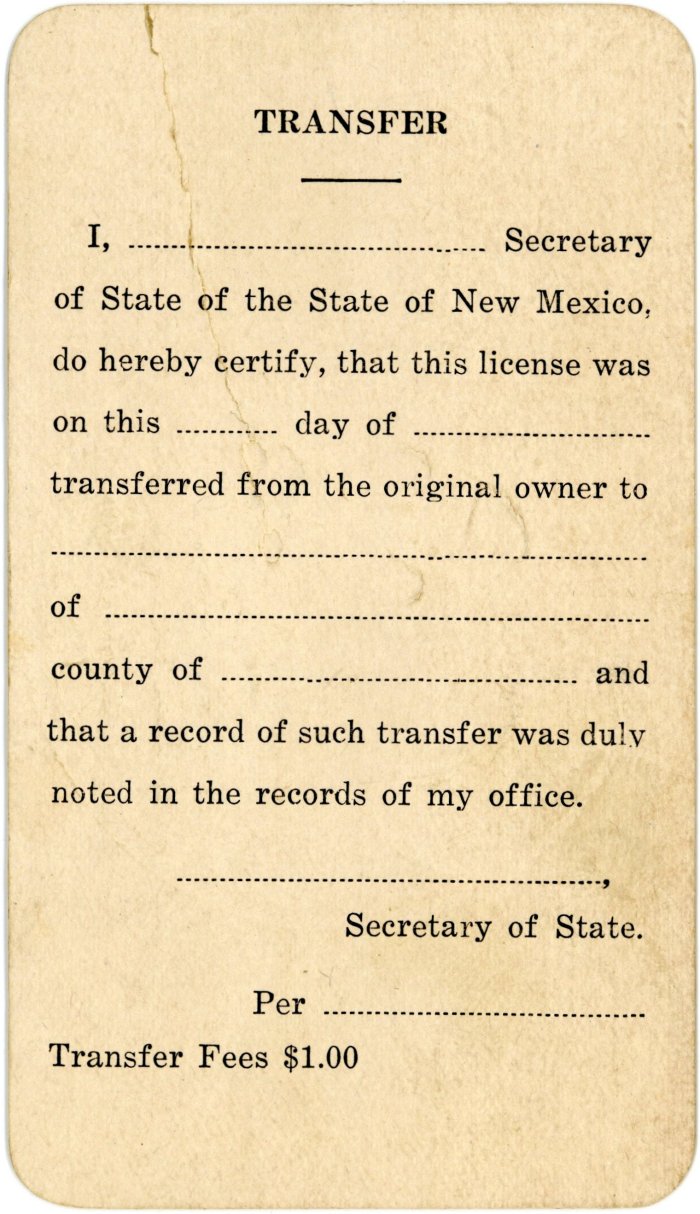 TRANSFER
I, ........................................ Secretary
of State of the State of New Mexico,
do hereby certify, that this license was
on this ............ day of ............................
transferred from the original owner to
........................................................................
of ..................................................................
county of ........................................... and
that a record of such transfer was duly
noted in the records of my office.
....................................................,
Secretary of State.
Per .......................................
Transfer Fees $1.00